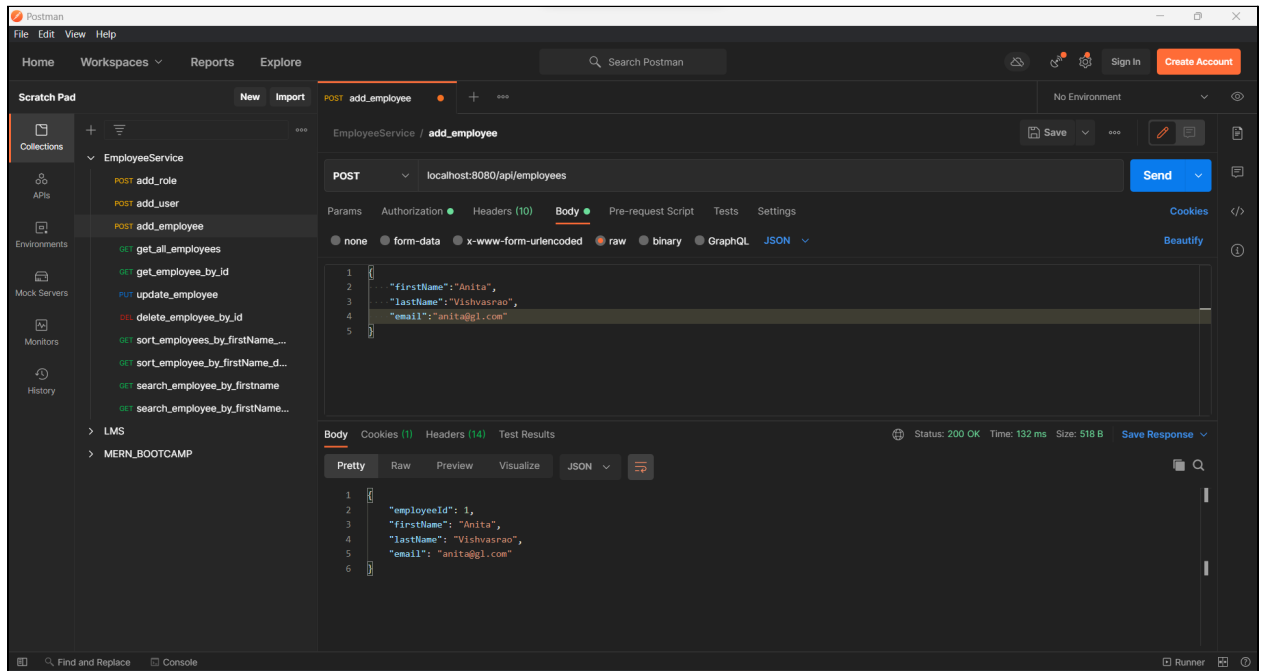 Postman
File Edit View Help
Home Workspaces Reports Explore Search Postman Sign In Create Account
Scratch Pad New Import POST add_employee No Environment
Collections
APIs
Environments
Mock Servers
Monitors
History
EmployeeService
POST add_role
POST add_user
POST add_employee
GET get_all_employees
GET get_employee_by_id
PUT update_employee
DEL delete_employee_by_id
GET sort_employees_by_firstName_...
GET sort_employee_by_firstName_d...
GET search_employee_by_firstname
GET search_employee_by_firstName...
LMS
MERN_BOOTCAMP
EmployeeService / add_employee Save
POST localhost:8080/api/employees Send
Params Authorization Headers (10) Body Pre-request Script Tests Settings Cookies
none form-data x-www-form-urlencoded raw binary GraphQL JSON Beautify
1 {
2 ····"firstName":"Anita",
3 ····"lastName":"Vishvasrao",
4 "email":"anita@gl.com"
5 }
Body Cookies (1) Headers (14) Test Results Status: 200 OK Time: 132 ms Size: 518 B Save Response
Pretty Raw Preview Visualize JSON
1 {
2 "employeeId": 1,
3 "firstName": "Anita",
4 "lastName": "Vishvasrao",
5 "email": "anita@gl.com"
6 }
Find and Replace Console Runner